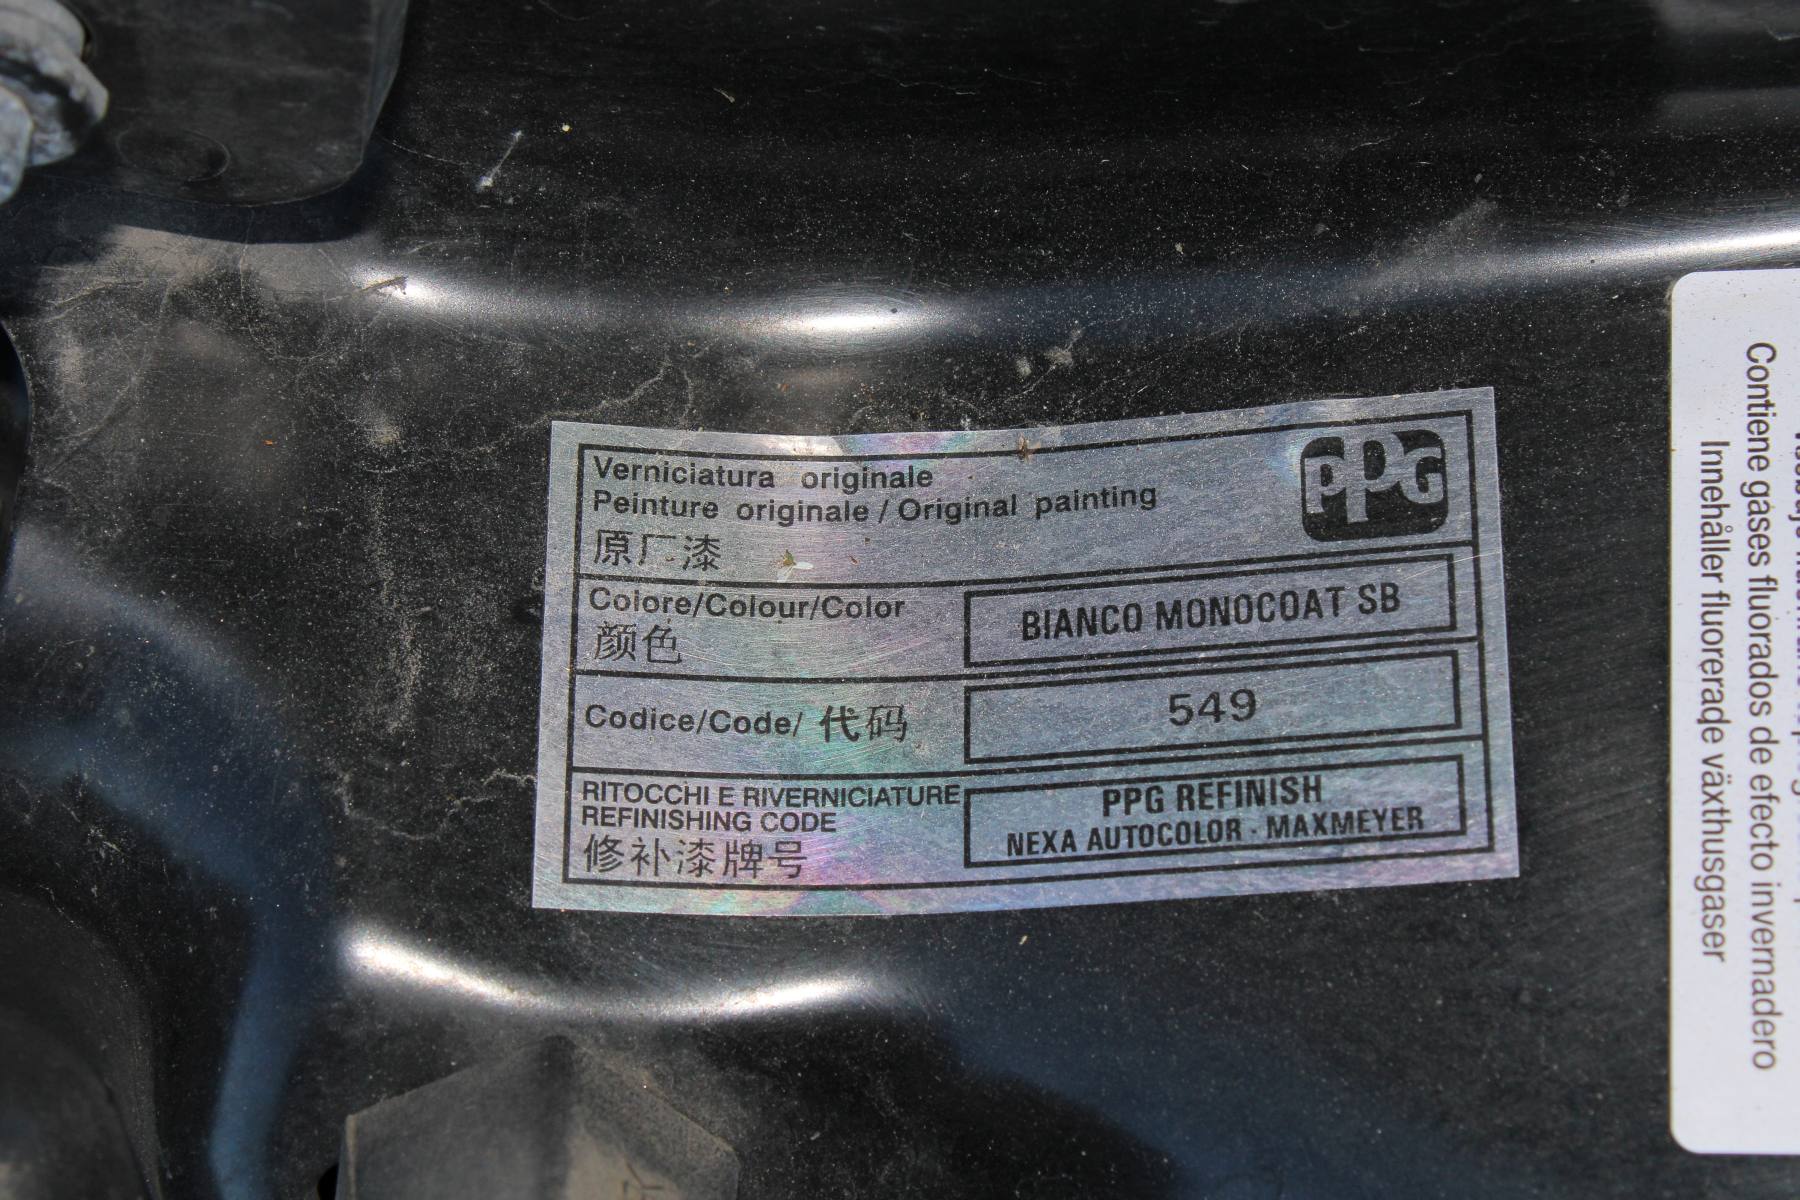 Verniciatura originale
Peinture originale / Original painting
原厂漆
PPG
Colore/Colour/Color
颜色
BIANCO MONOCOAT SB
Codice/Code/ 代码
549
RITOCCHI E RIVERNICIATURE
REFINISHING CODE
修补漆牌号
PPG REFINISH
NEXA AUTOCOLOR · MAXMEYER
Contiene gases fluorados de efecto invernadero
Innehåller fluorerade växthusgaser